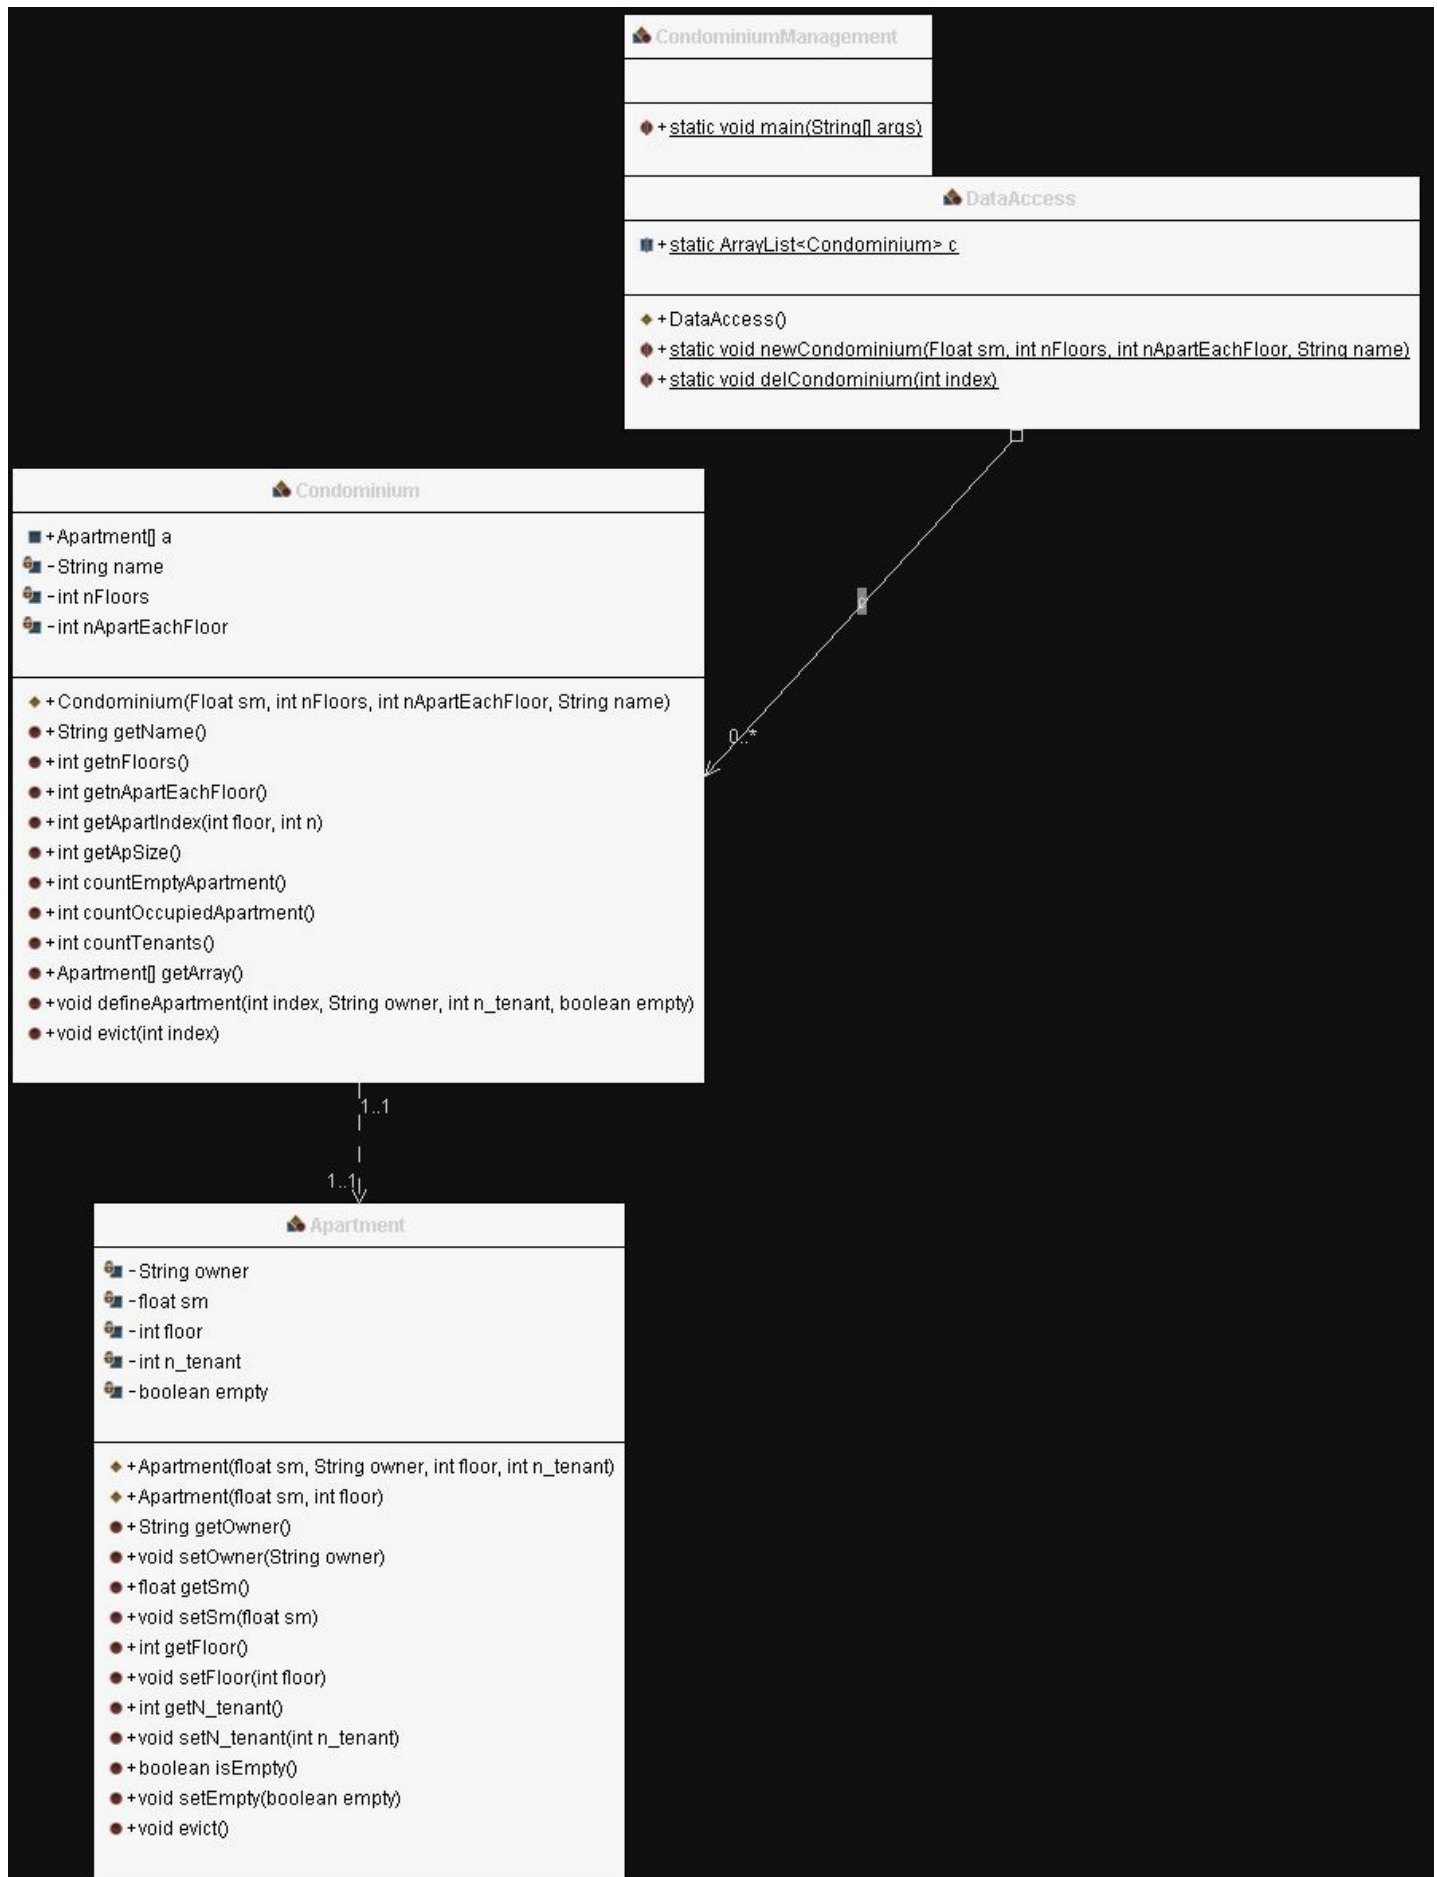 CondominiumManagement
+static void main(String[] args)
DataAccess
+static ArrayList<Condominium> c
+DataAccess()
+static void newCondominium(Float sm, int nFloors, int nApartEachFloor, String name)
+static void delCondominium(int index)
c
0..*
Condominium
+Apartment[] a
-String name
-int nFloors
-int nApartEachFloor
+Condominium(Float sm, int nFloors, int nApartEachFloor, String name)
+String getName()
+int getnFloors()
+int getnApartEachFloor()
+int getApartIndex(int floor, int n)
+int getApSize()
+int countEmptyApartment()
+int countOccupiedApartment()
+int countTenants()
+Apartment[] getArray()
+void defineApartment(int index, String owner, int n_tenant, boolean empty)
+void evict(int index)
1..1
1..1
Apartment
-String owner
-float sm
-int floor
-int n_tenant
-boolean empty
+Apartment(float sm, String owner, int floor, int n_tenant)
+Apartment(float sm, int floor)
+String getOwner()
+void setOwner(String owner)
+float getSm()
+void setSm(float sm)
+int getFloor()
+void setFloor(int floor)
+int getN_tenant()
+void setN_tenant(int n_tenant)
+boolean isEmpty()
+void setEmpty(boolean empty)
+void evict()